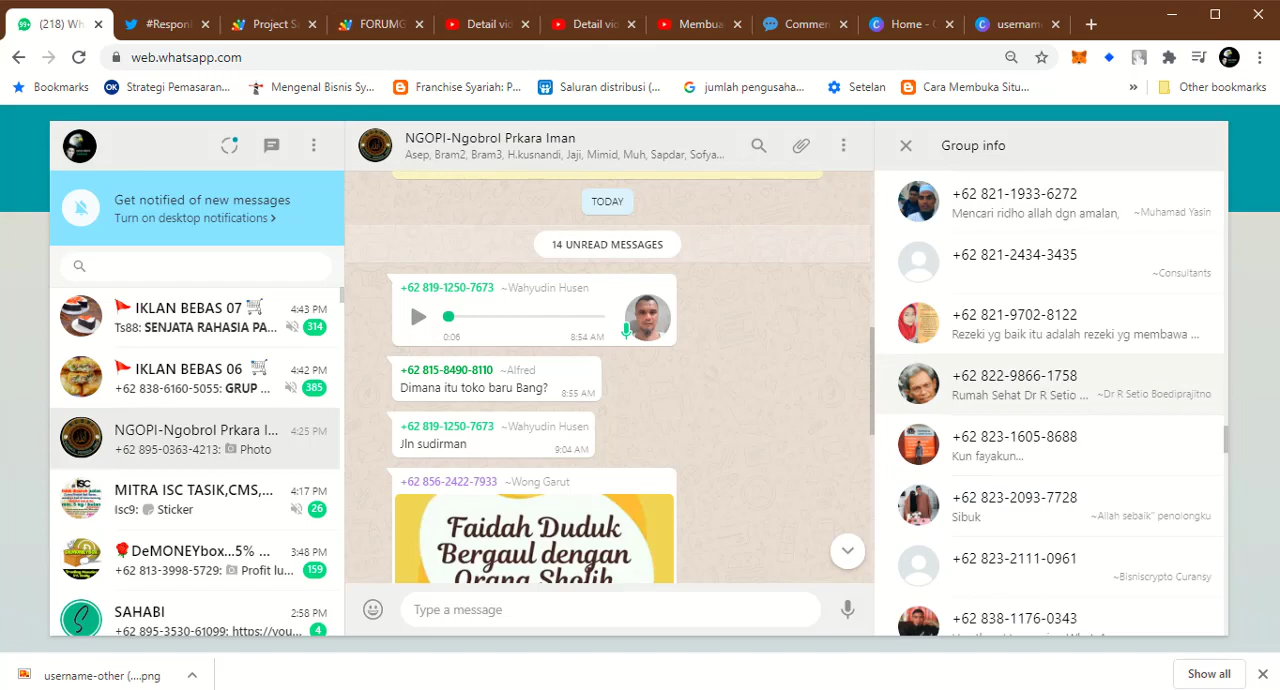 (218) Wh
#Respon
Project Sa
FORUMG
Detail vid
Detail vid
Membua
Commen
Home - C
usernam
web.whatsapp.com
Bookmarks
Strategi Pemasaran...
Mengenal Bisnis Sy...
Franchise Syariah: P...
Saluran distribusi (...
jumlah pengusaha...
Setelan
Cara Membuka Situ...
»
Other bookmarks
Get notified of new messages
Turn on desktop notifications >
IKLAN BEBAS 07
4:43 PM
Ts88: SENJATA RAHASIA PA...
314
IKLAN BEBAS 06
4:42 PM
+62 838-6160-5055: GRUP ...
385
NGOPI-Ngobrol Prkara I...
4:25 PM
+62 895-0363-4213: Photo
MITRA ISC TASIK,CMS,...
4:17 PM
Isc9: Sticker
26
DeMONEYbox...5% ...
3:48 PM
+62 813-3998-5729: Profit lu...
159
SAHABI
2:58 PM
+62 895-3530-61099: https://you...
4
NGOPI-Ngobrol Prkara Iman
Asep, Bram2, Bram3, H.kusnandi, Jaji, Mimid, Muh, Sapdar, Sofya...
TODAY
14 UNREAD MESSAGES
+62 819-1250-7673 ~Wahyudin Husen
0:06
8:54 AM
+62 815-8490-8110 ~Alfred
Dimana itu toko baru Bang?
8:55 AM
+62 819-1250-7673 ~Wahyudin Husen
Jln sudirman
9:04 AM
+62 856-2422-7933 ~Wong Garut
Faidah Duduk
Bergaul dengan
Orang Sholih
Type a message
Group info
+62 821-1933-6272
Mencari ridho allah dgn amalan,
~Muhamad Yasin
+62 821-2434-3435
~Consultants
+62 821-9702-8122
Rezeki yg baik itu adalah rezeki yg membawa ...
+62 822-9866-1758
Rumah Sehat Dr R Setio ...
~Dr R Setio Boediprajitno
+62 823-1605-8688
Kun fayakun...
+62 823-2093-7728
Sibuk
~Allah sebaik" penolongku
+62 823-2111-0961
~Bisniscrypto Curansy
+62 838-1176-0343
username-other (....png
Show all